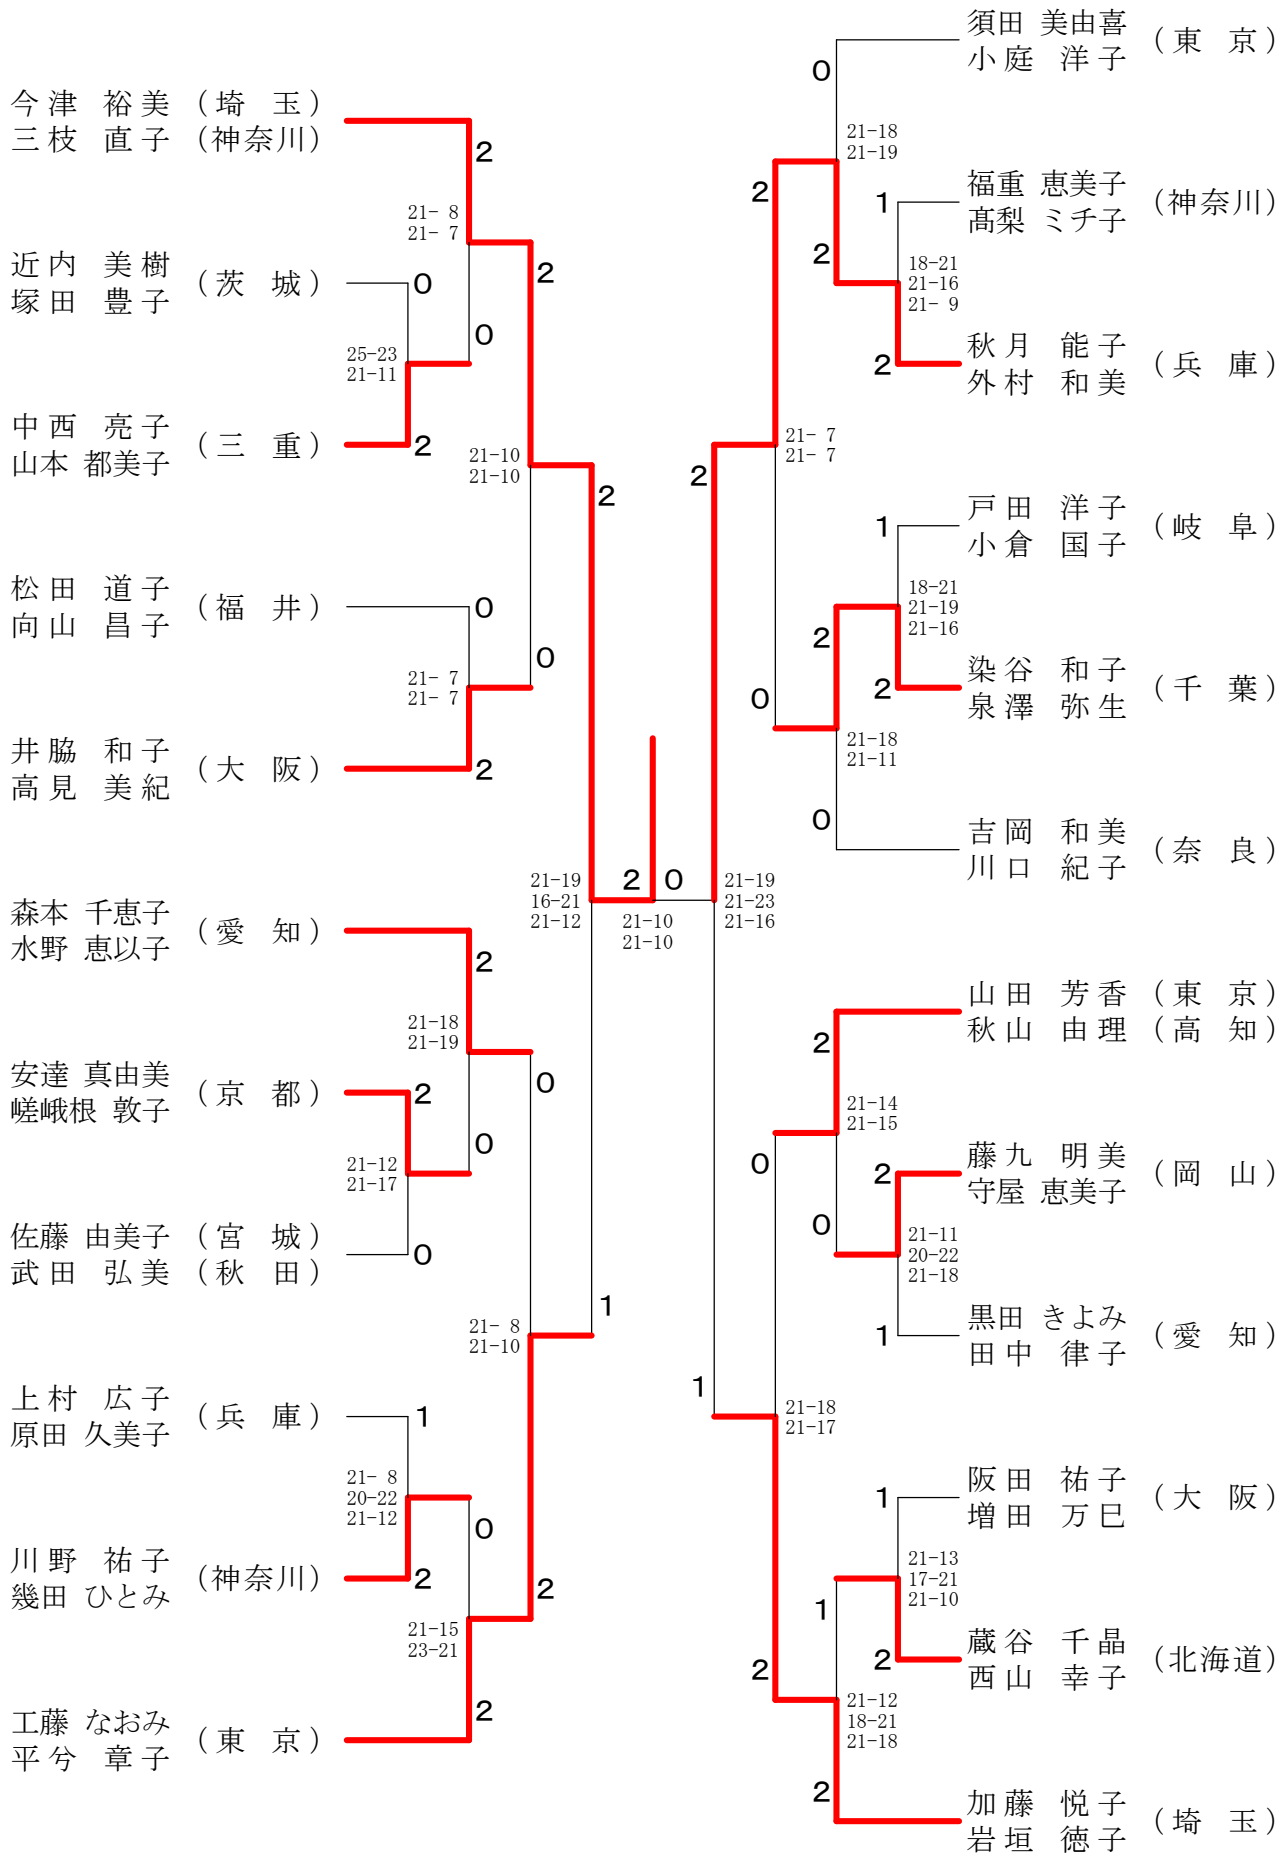 今津 裕美 (埼 玉)
三枝 直子 (神奈川)
2
21- 8
21- 7
近内 美樹
塚田 豊子
(茨 城)
0
2
0
25-23
21-11
中西 亮子
山本 都美子
(三 重)
2
21-10
21-10
2
松田 道子
向山 昌子
(福 井)
0
21- 7
21- 7
0
井脇 和子
高見 美紀
(大 阪)
2
21-19
16-21
21-12
2
0
21-10
21-10
森本 千恵子
水野 恵以子
(愛 知)
2
21-18
21-19
0
安達 真由美
嵯峨根 敦子
(京 都)
2
0
21-12
21-17
佐藤 由美子 (宮 城)
武田 弘美 (秋 田)
0
1
21- 8
21-10
上村 広子
原田 久美子
(兵 庫)
1
21- 8
20-22
21-12
0
川野 祐子
幾田 ひとみ
(神奈川)
2
2
21-15
23-21
工藤 なおみ
平兮 章子
(東 京)
2
須田 美由喜
小庭 洋子
(東 京)
0
21-18
21-19
2
福重 恵美子
髙梨 ミチ子
(神奈川)
1
2
18-21
21-16
21- 9
秋月 能子
外村 和美
(兵 庫)
2
21- 7
21- 7
2
戸田 洋子
小倉 国子
(岐 阜)
1
18-21
21-19
21-16
2
染谷 和子
泉澤 弥生
(千 葉)
2
0
21-18
21-11
吉岡 和美
川口 紀子
(奈 良)
0
21-19
21-23
21-16
山田 芳香 (東 京)
秋山 由理 (高 知)
2
21-14
21-15
0
藤九 明美
守屋 恵美子
(岡 山)
2
0
21-11
20-22
21-18
黒田 きよみ
田中 律子
(愛 知)
1
1
21-18
21-17
阪田 祐子
増田 万巳
(大 阪)
1
21-13
17-21
21-10
1
蔵谷 千晶
西山 幸子
(北海道)
2
2
21-12
18-21
21-18
加藤 悦子
岩垣 徳子
(埼 玉)
2